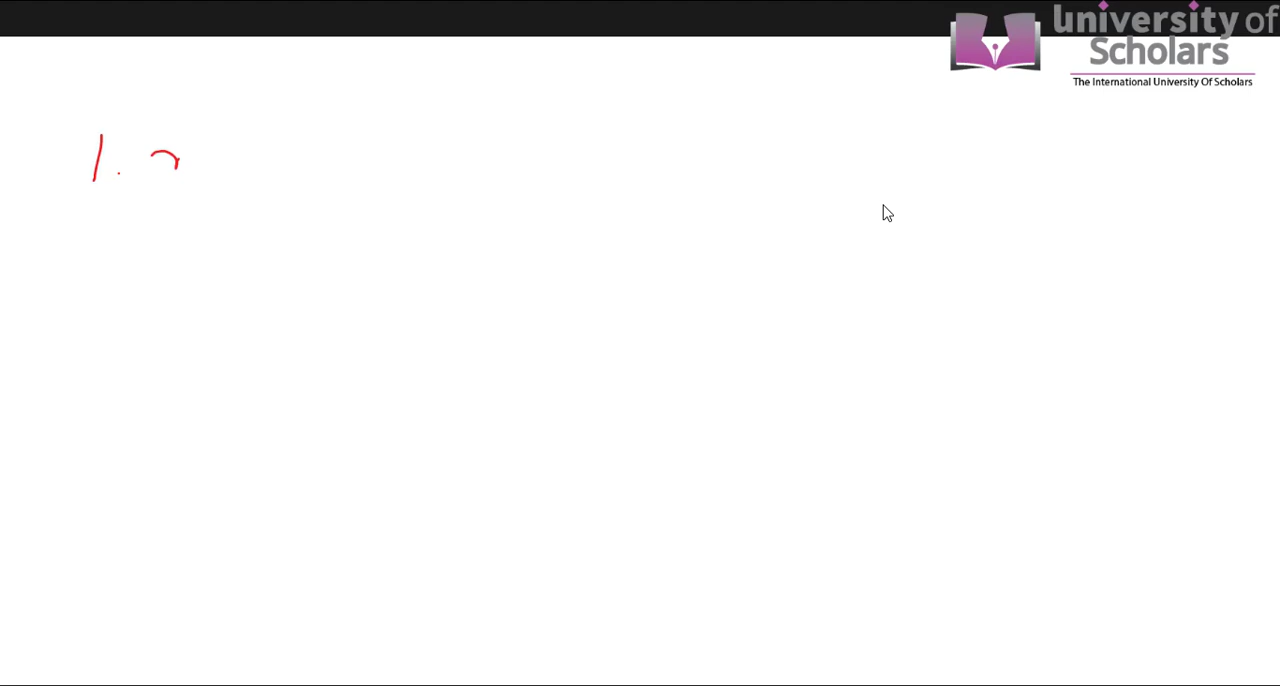 university of
Scholars
The International University Of Scholars
1.